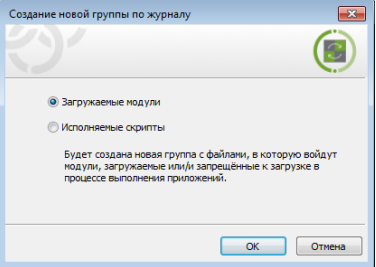 Создание новой группы по журналу
Загружаемые модули
Исполняемые скрипты
Будет создана новая группа с файлами, в которую войдут
модули, загружаемые или/и запрещённые к загрузке в
процессе выполнения приложений.
OK
Отмена